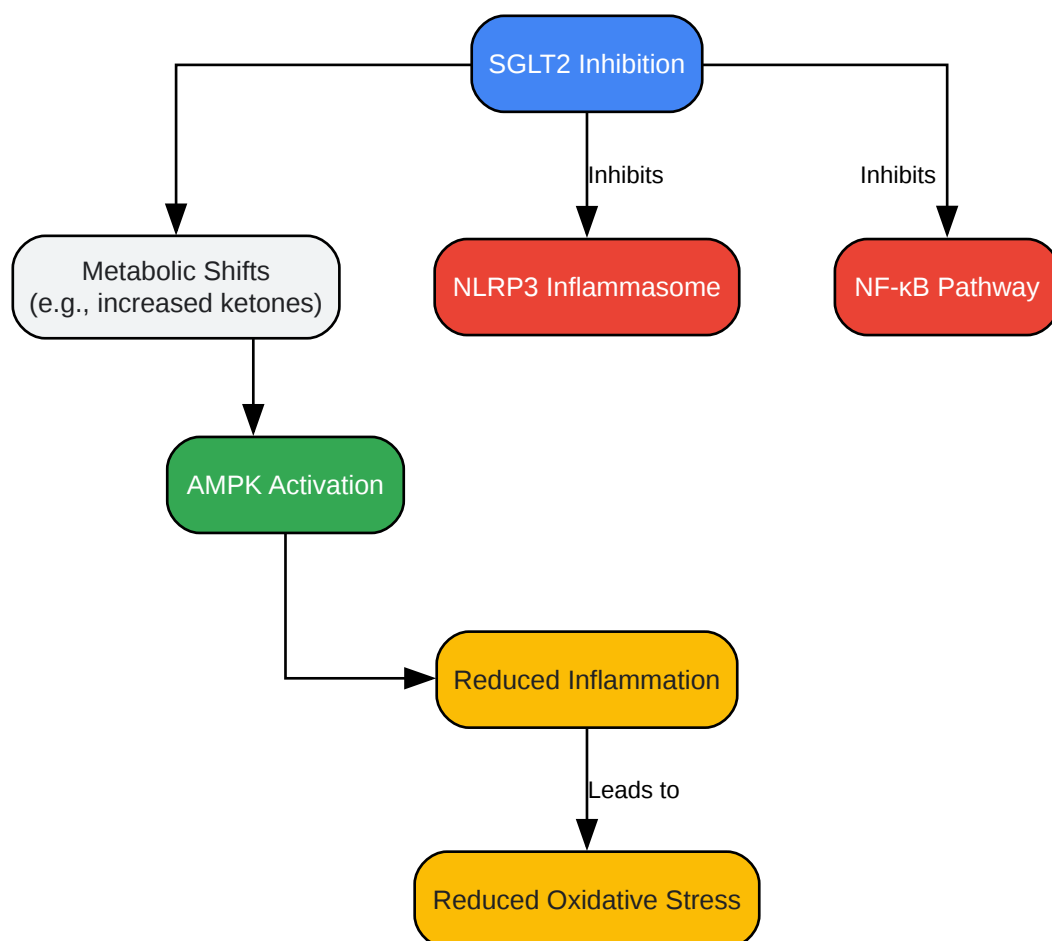 SGLT2 Inhibition
Inhibits
Inhibits
Metabolic Shifts
(e.g., increased ketones)
NLRP3 Inflammasome
NF-κB Pathway
AMPK Activation
Reduced Inflammation
Leads to
Reduced Oxidative Stress